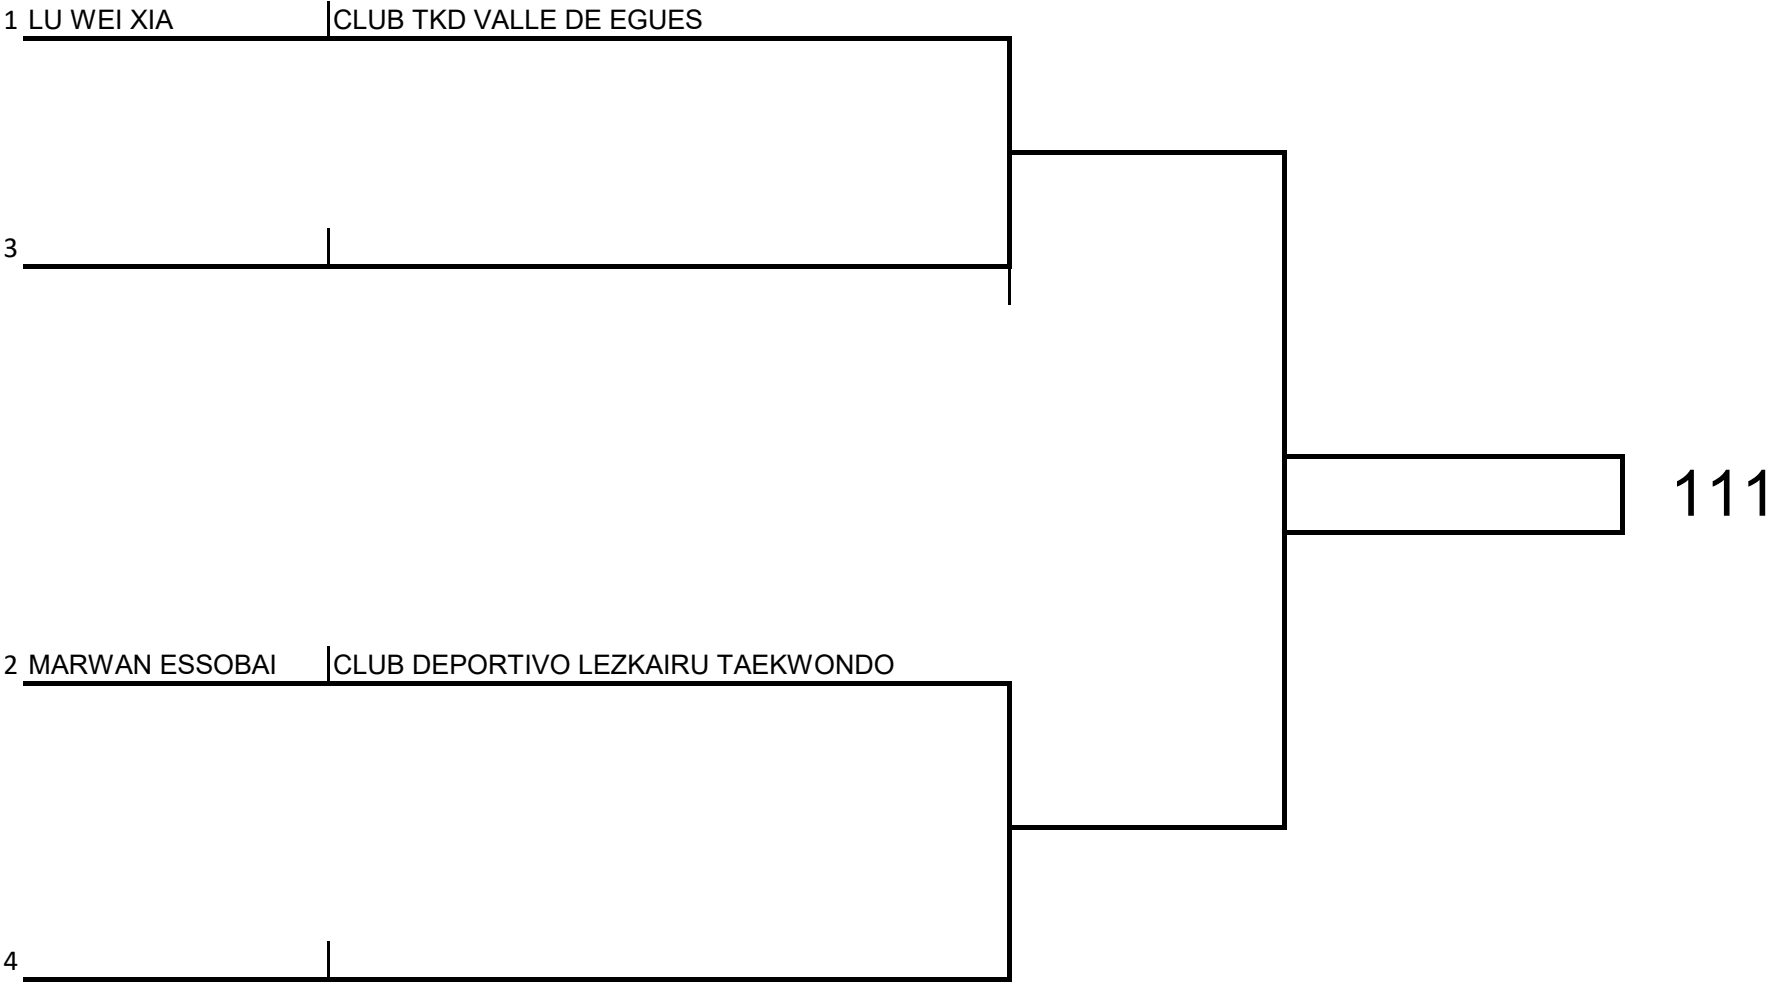 1 LU WEI XIA CLUB TKD VALLE DE EGUES
3
111
2 MARWAN ESSOBAI CLUB DEPORTIVO LEZKAIRU TAEKWONDO
4